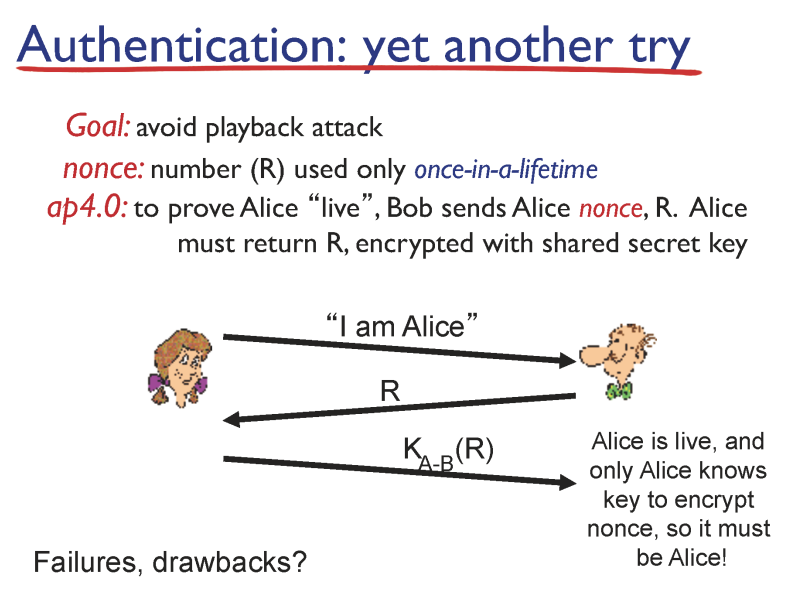 Authentication: yet another try
Goal: avoid playback attack
nonce: number (R) used only once-in-a-lifetime
ap4.0: to prove Alice “live”, Bob sends Alice nonce, R. Alice
must return R, encrypted with shared secret key
“I am Alice”
R
K_A-B(R)
Alice is live, and
only Alice knows
key to encrypt
nonce, so it must
be Alice!
Failures, drawbacks?